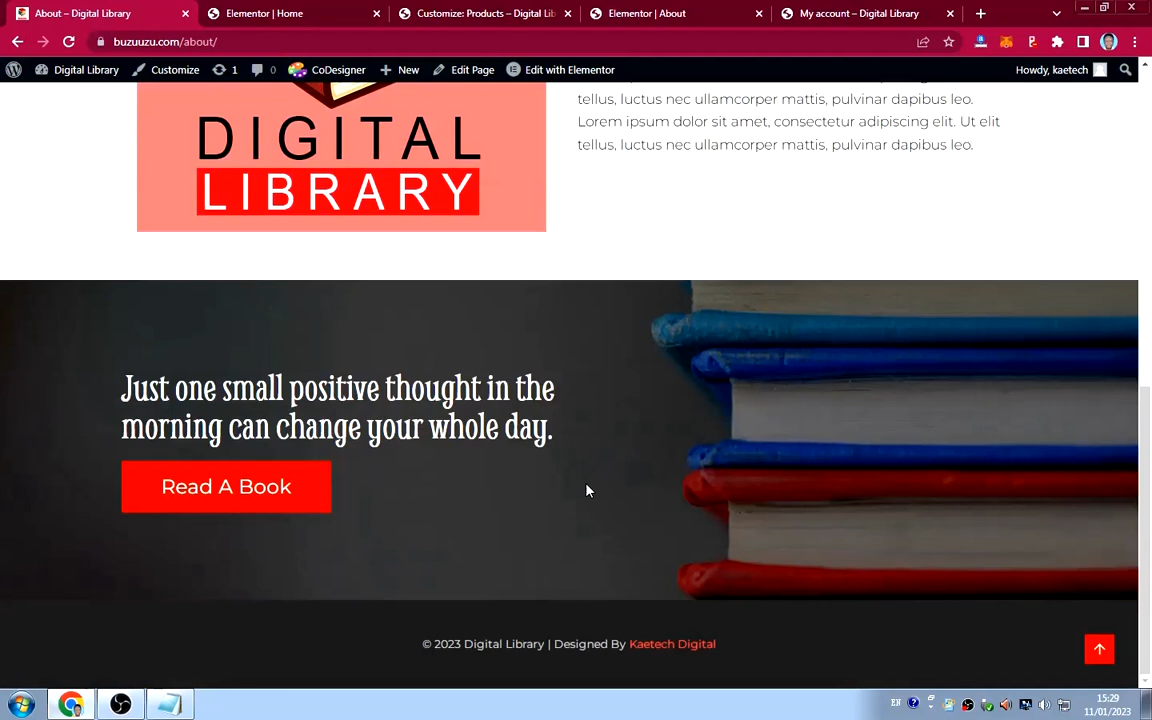 About – Digital Library
Elementor | Home
Customize: Products – Digital Lib
Elementor | About
My account – Digital Library
buzuuzu.com/about/
Digital Library
Customize
1
0
CoDesigner
New
Edit Page
Edit with Elementor
Howdy, kaetech
tellus, luctus nec ullamcorper mattis, pulvinar dapibus leo.
Lorem ipsum dolor sit amet, consectetur adipiscing elit. Ut elit
tellus, luctus nec ullamcorper mattis, pulvinar dapibus leo.
DIGITAL
LIBRARY
Just one small positive thought in the
morning can change your whole day.
Read A Book
© 2023 Digital Library | Designed By Kaetech Digital
EN
15:29
11/01/2023